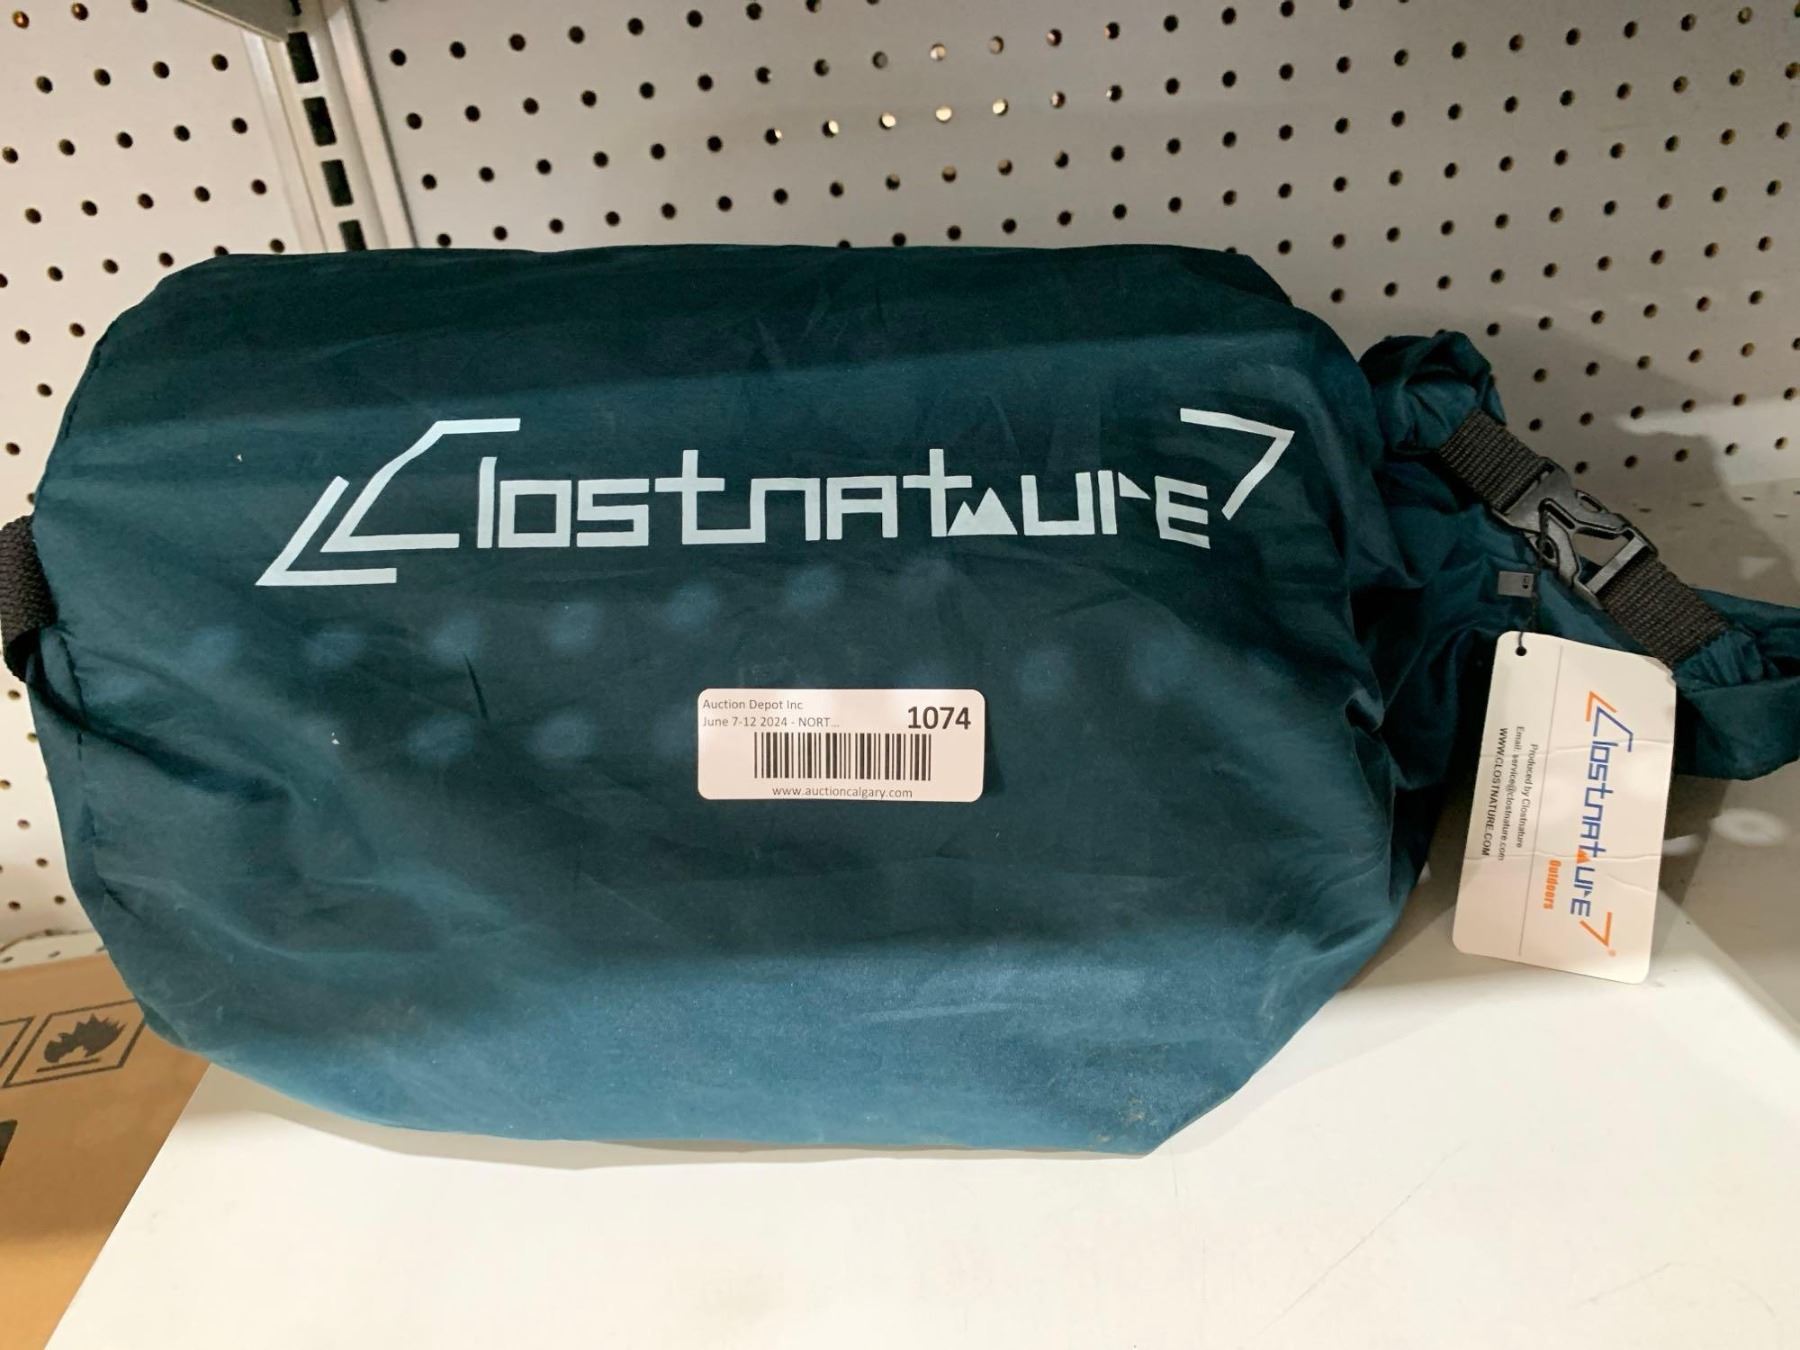 Clostnature
Auction Depot Inc
June 7-12 2024 - NORT...
1074
www.auctioncalgary.com
Clostnature®
Outdoors
Produced by Clostnature
Email: service@clostnature.com
WWW.CLOSTNATURE.COM